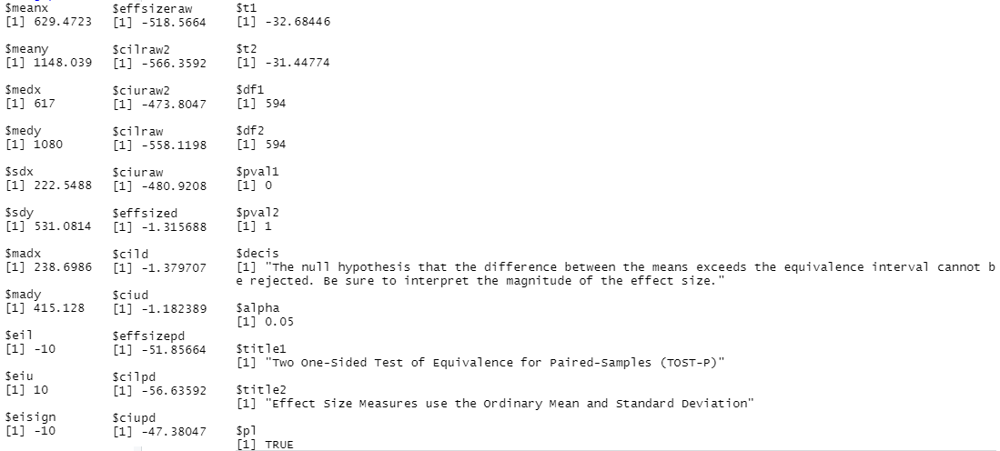 $meanx
[1] 629.4723
$meany
[1] 1148.039
$medx
[1] 617
$medy
[1] 1080
$sdx
[1] 222.5488
$sdy
[1] 531.0814
$madx
[1] 238.6986
$mady
[1] 415.128
$eil
[1] -10
$eiu
[1] 10
$eisign
[1] -10
$effsizeraw
[1] -518.5664
$cilraw2
[1] -566.3592
$ciuraw2
[1] -473.8047
$cilraw
[1] -558.1198
$ciuraw
[1] -480.9208
$effsized
[1] -1.315688
$cild
[1] -1.379707
$ciud
[1] -1.182389
$effsizepd
[1] -51.85664
$cilpd
[1] -56.63592
$ciupd
[1] -47.38047
$t1
[1] -32.68446
$t2
[1] -31.44774
$df1
[1] 594
$df2
[1] 594
$pval1
[1] 0
$pval2
[1] 1
$decis
[1] "The null hypothesis that the difference between the means exceeds the equivalence interval cannot b
e rejected. Be sure to interpret the magnitude of the effect size."
$alpha
[1] 0.05
$title1
[1] "Two One-Sided Test of Equivalence for Paired-Samples (TOST-P)"
$title2
[1] "Effect Size Measures use the Ordinary Mean and Standard Deviation"
$pl
[1] TRUE